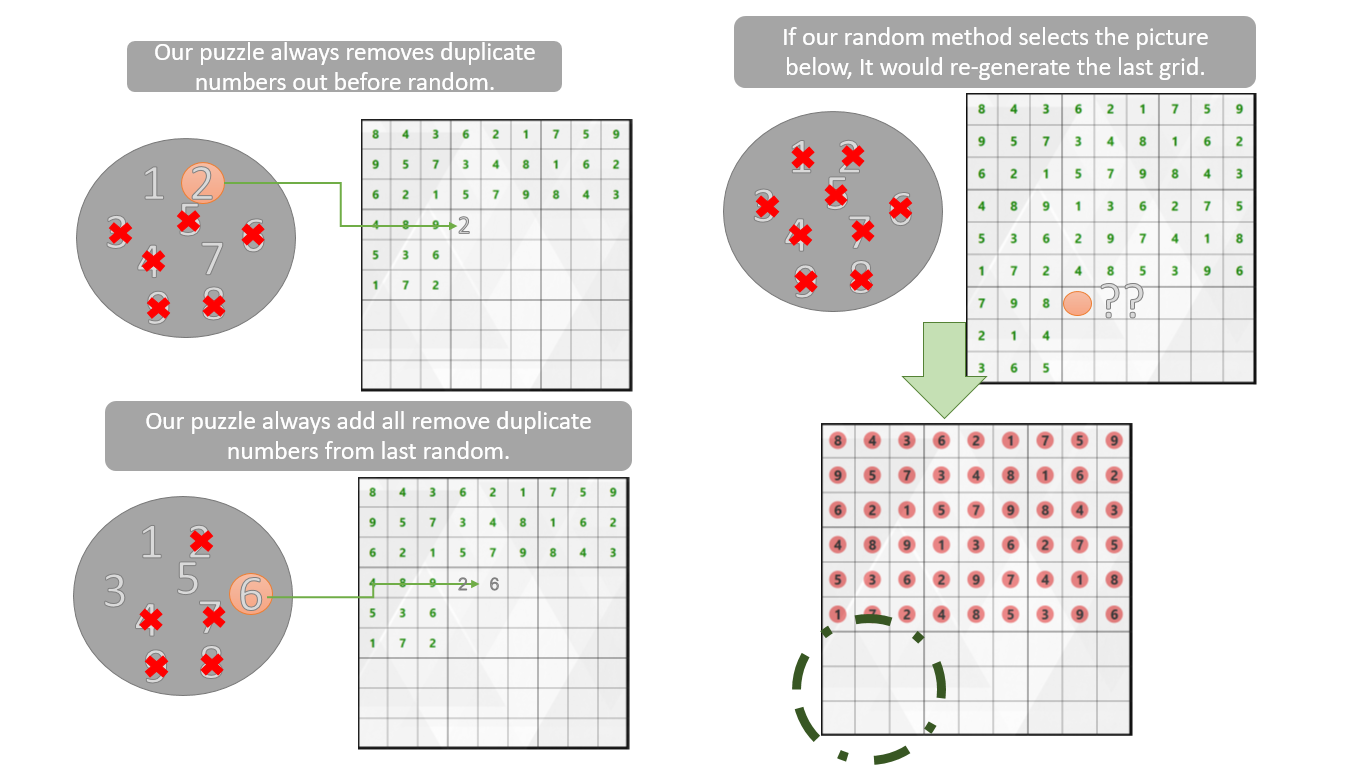 Our puzzle always removes duplicate
numbers out before random.
1 2
3 5 6
4 7
9 8
8 4 3 6 2 1 7 5 9
9 5 7 3 4 8 1 6 2
6 2 1 5 7 9 8 4 3
4 8 9 2
5 3 6
1 7 2
Our puzzle always add all remove duplicate
numbers from last random.
1 2
3 5 6
4 7
9 8
8 4 3 6 2 1 7 5 9
9 5 7 3 4 8 1 6 2
6 2 1 5 7 9 8 4 3
4 8 9 2 6
5 3 6
1 7 2
If our random method selects the picture
below, It would re-generate the last grid.
1 2
3 5 6
4 7
9 8
8 4 3 6 2 1 7 5 9
9 5 7 3 4 8 1 6 2
6 2 1 5 7 9 8 4 3
4 8 9 1 3 6 2 7 5
5 3 6 2 9 7 4 1 8
1 7 2 4 8 5 3 9 6
7 9 8 ??
2 1 4
3 6 5
8 4 3 6 2 1 7 5 9
9 5 7 3 4 8 1 6 2
6 2 1 5 7 9 8 4 3
4 8 9 1 3 6 2 7 5
5 3 6 2 9 7 4 1 8
1 7 2 4 8 5 3 9 6